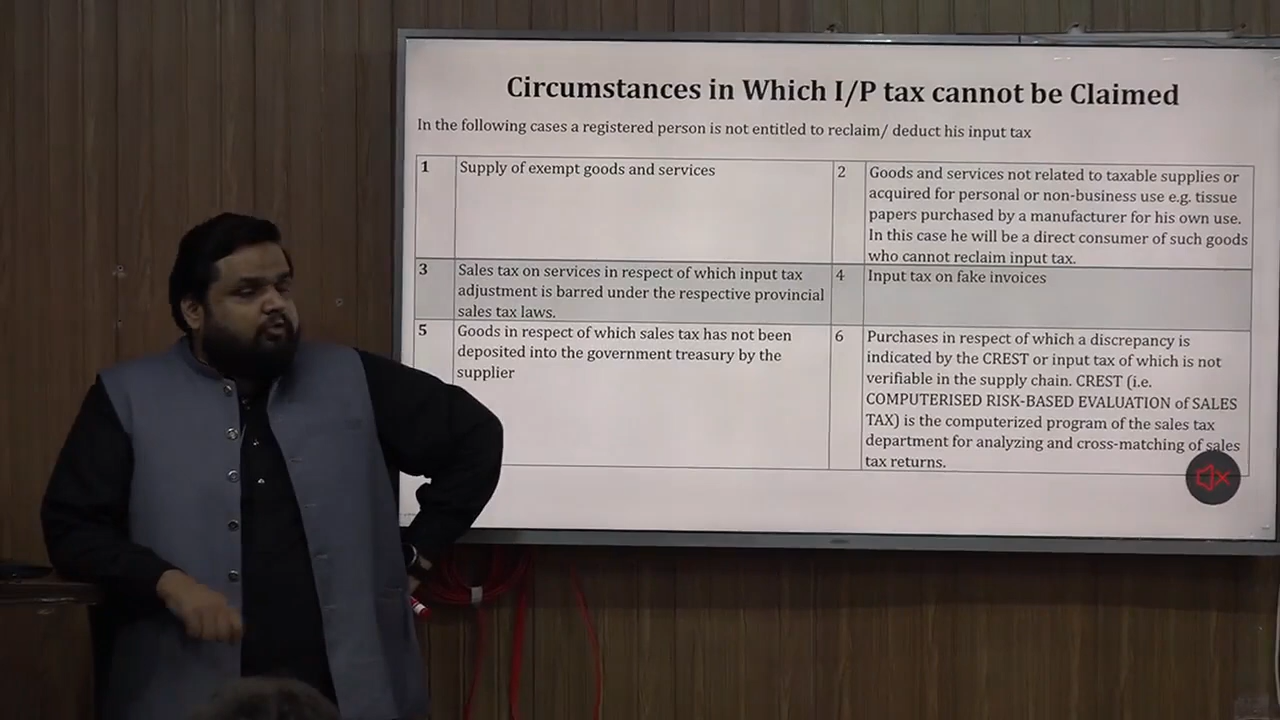 Circumstances in Which I/P tax cannot be Claimed
In the following cases a registered person is not entitled to reclaim/ deduct his input tax
1
Supply of exempt goods and services
2
Goods and services not related to taxable supplies or
acquired for personal or non-business use e.g. tissue
papers purchased by a manufacturer for his own use.
In this case he will be a direct consumer of such goods
who cannot reclaim input tax.
3
Sales tax on services in respect of which input tax
adjustment is barred under the respective provincial
sales tax laws.
4
Input tax on fake invoices
5
Goods in respect of which sales tax has not been
deposited into the government treasury by the
supplier
6
Purchases in respect of which a discrepancy is
indicated by the CREST or input tax of which is not
verifiable in the supply chain. CREST (i.e.
COMPUTERISED RISK-BASED EVALUATION of SALES
TAX) is the computerized program of the sales tax
department for analyzing and cross-matching of sales
tax returns.